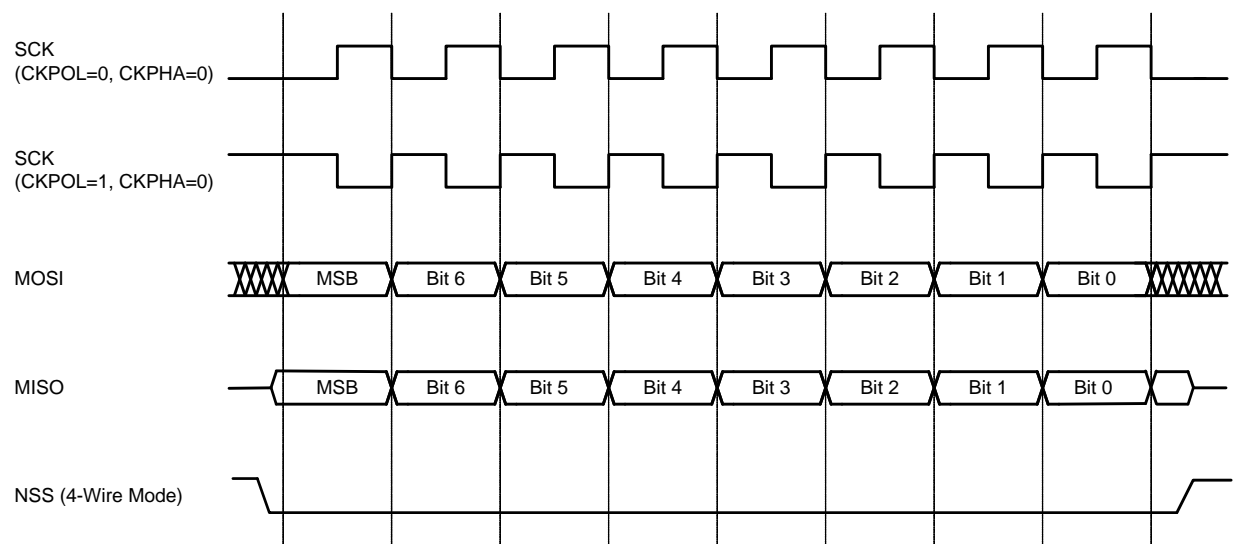 SCK
(CKPOL=0, CKPHA=0)
SCK
(CKPOL=1, CKPHA=0)
MOSI
MSB Bit 6 Bit 5 Bit 4 Bit 3 Bit 2 Bit 1 Bit 0
MISO
MSB Bit 6 Bit 5 Bit 4 Bit 3 Bit 2 Bit 1 Bit 0
NSS (4-Wire Mode)